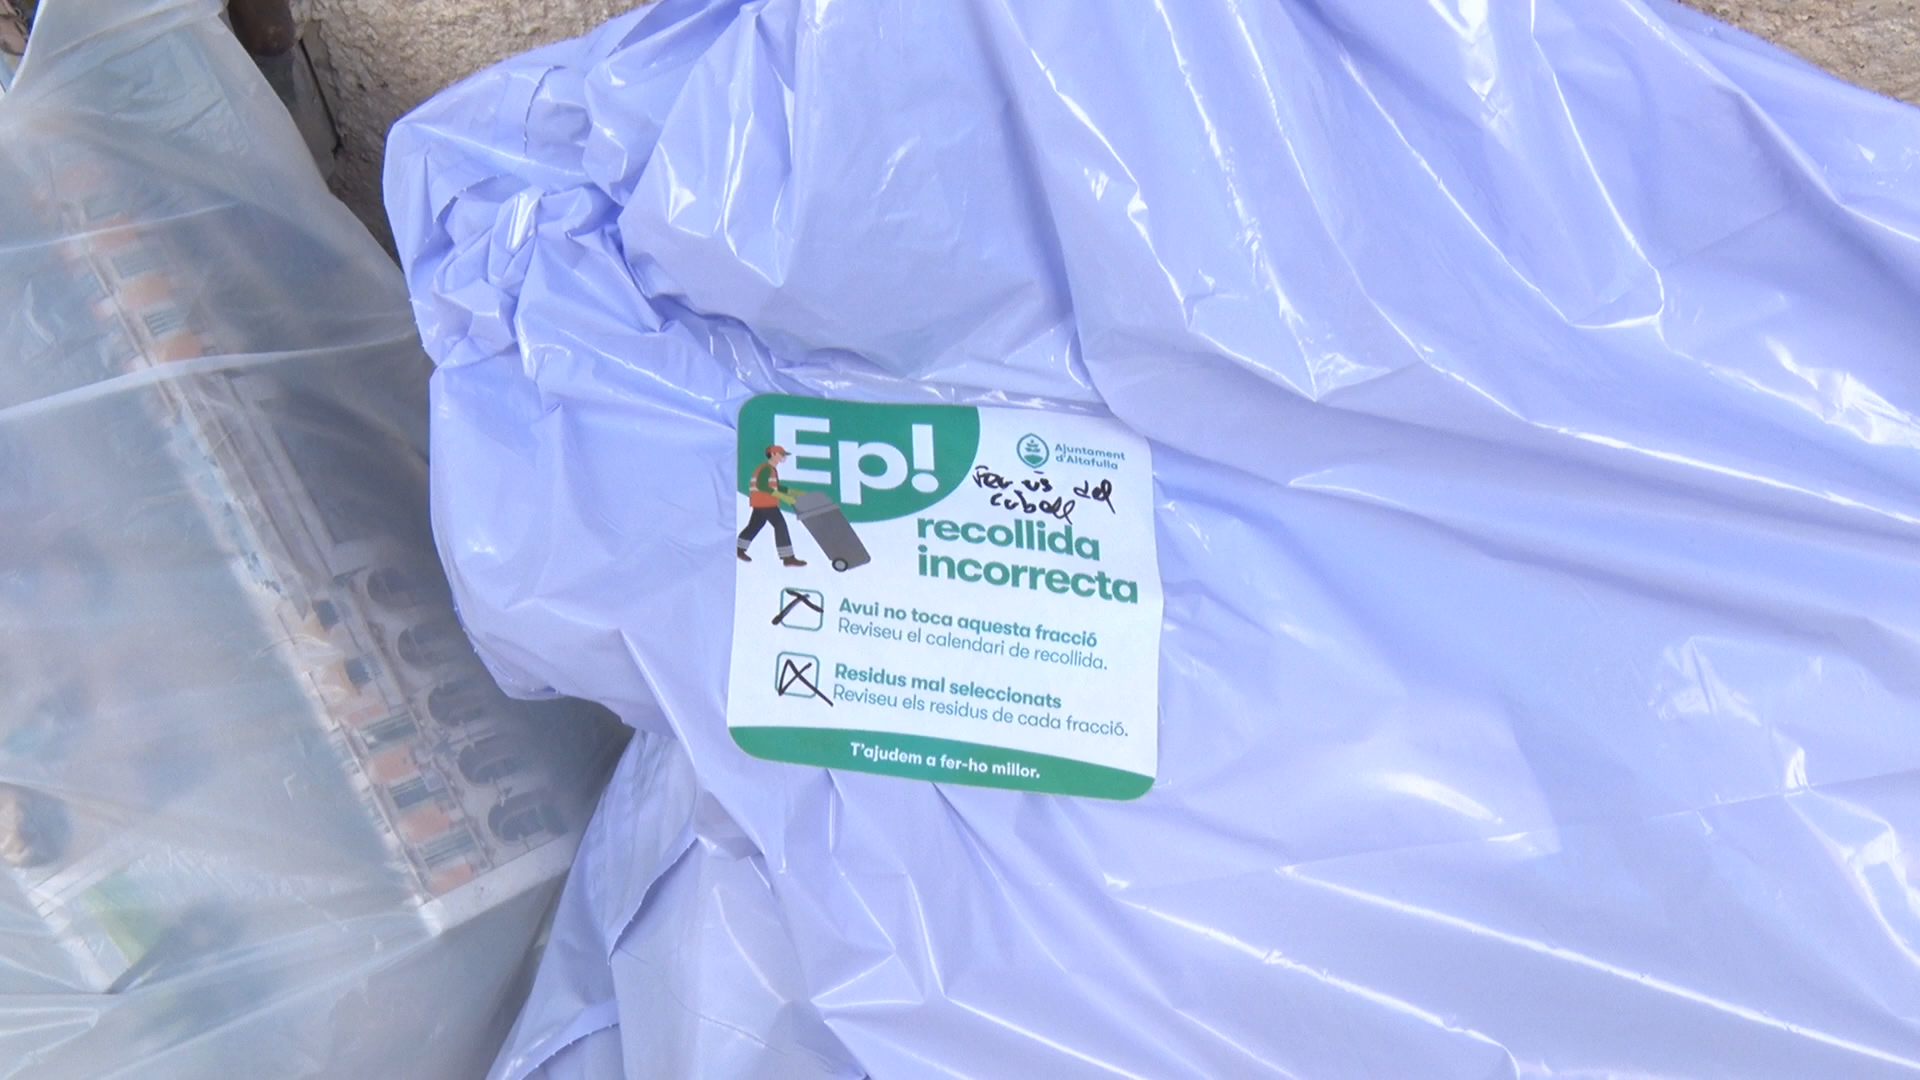 Ep!
Ajuntament
d'Altafulla
Fer ús del
cubell
recollida
incorrecta
Avui no toca aquesta fracció
Reviseu el calendari de recollida.
Residus mal seleccionats
Reviseu els residus de cada fracció.
T'ajudem a fer-ho millor.